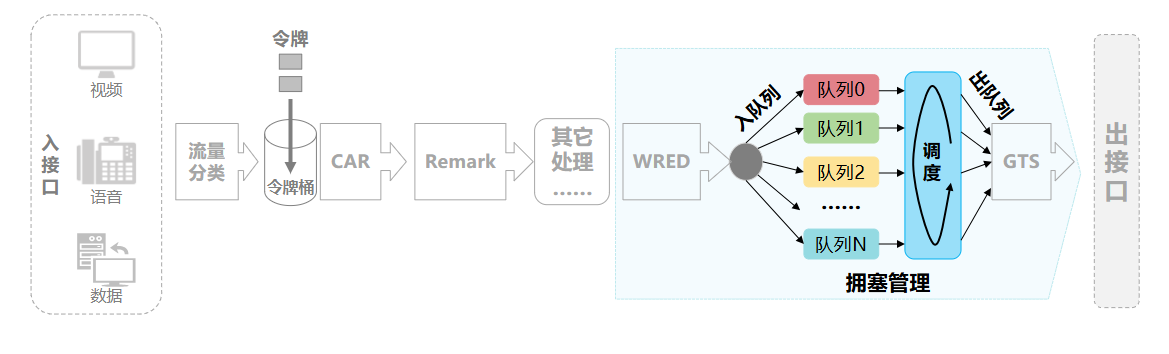 入
接
口
视频
语音
数据
流量
分类
令牌
令牌桶
CAR
Remark
其它
处理
……
WRED
入队列
队列0
队列1
队列2
……
队列N
调
度
出队列
GTS
拥塞管理
出
接
口